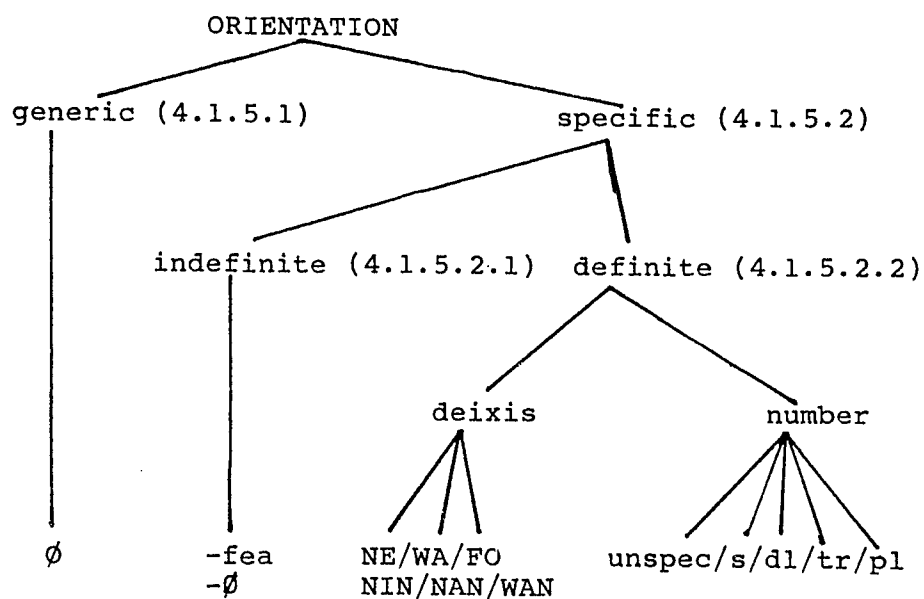 ORIENTATION
generic (4.1.5.1) specific (4.1.5.2)
indefinite (4.1.5.2.1) definite (4.1.5.2.2)
deixis number
Ø -fea NE/WA/FO unspec/s/dl/tr/pl
-Ø NIN/NAN/WAN